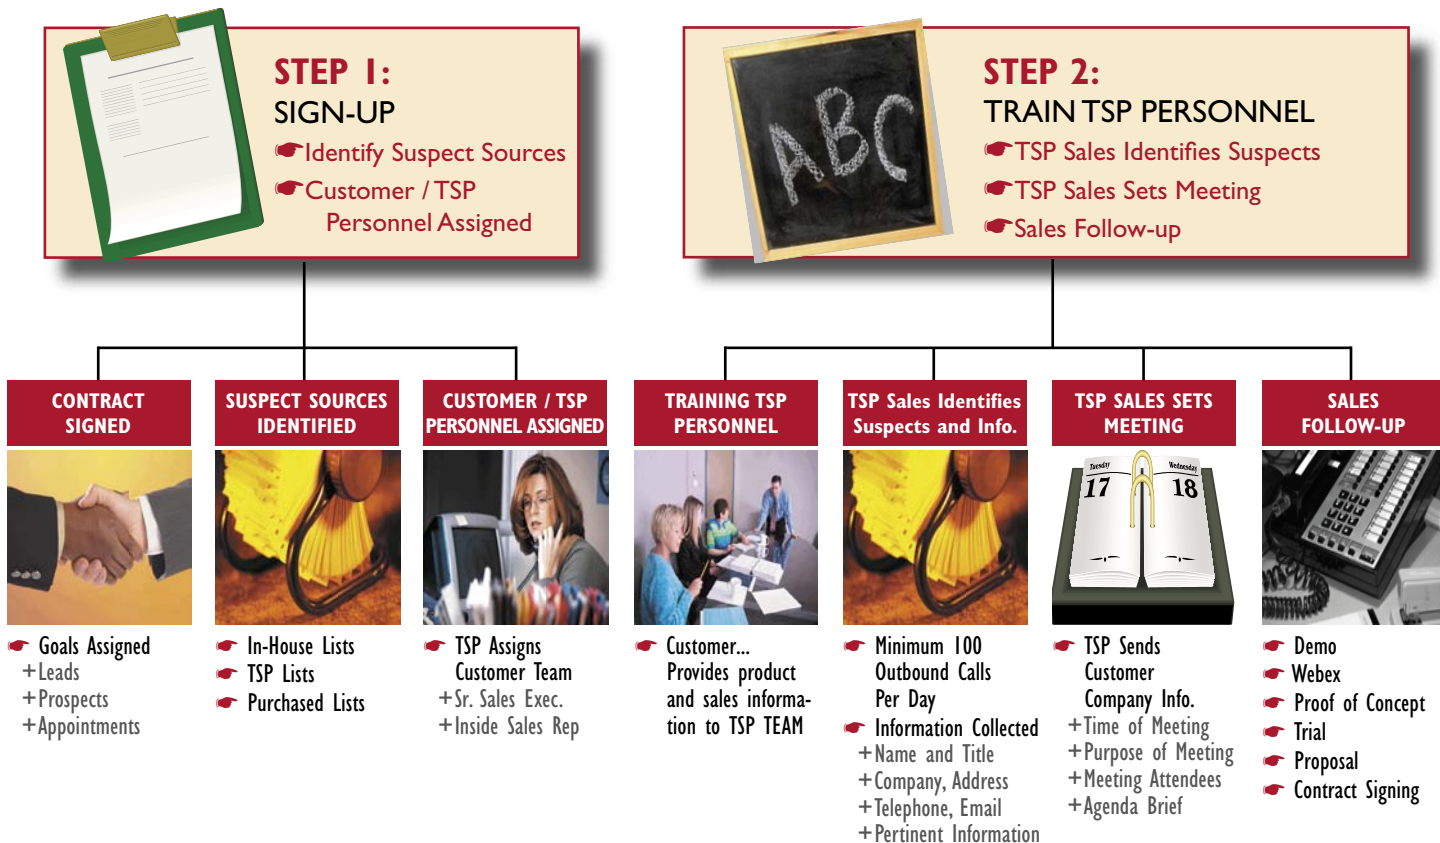 STEP 1:
SIGN-UP
Identify Suspect Sources
Customer / TSP
Personnel Assigned
ABC
STEP 2:
TRAIN TSP PERSONNEL
TSP Sales Identifies Suspects
TSP Sales Sets Meeting
Sales Follow-up
CONTRACT
SIGNED
Goals Assigned
+Leads
+Prospects
+Appointments
SUSPECT SOURCES
IDENTIFIED
In-House Lists
TSP Lists
Purchased Lists
CUSTOMER / TSP
PERSONNEL ASSIGNED
TSP Assigns
Customer Team
+Sr. Sales Exec.
+Inside Sales Rep
TRAINING TSP
PERSONNEL
Customer...
Provides product
and sales informa-
tion to TSP TEAM
TSP Sales Identifies
Suspects and Info.
Minimum 100
Outbound Calls
Per Day
Information Collected
+Name and Title
+Company, Address
+Telephone, Email
+Pertinent Information
TSP SALES SETS
MEETING
Tuesday
17
Wednesday
18
TSP Sends
Customer
Company Info.
+Time of Meeting
+Purpose of Meeting
+Meeting Attendees
+Agenda Brief
SALES
FOLLOW-UP
Demo
Webex
Proof of Concept
Trial
Proposal
Contract Signing